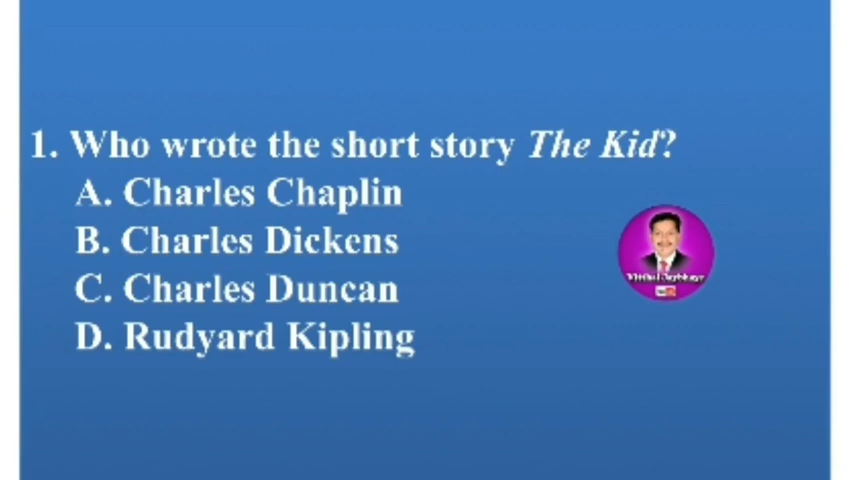 1. Who wrote the short story The Kid?
A. Charles Chaplin
B. Charles Dickens
C. Charles Duncan
D. Rudyard Kipling